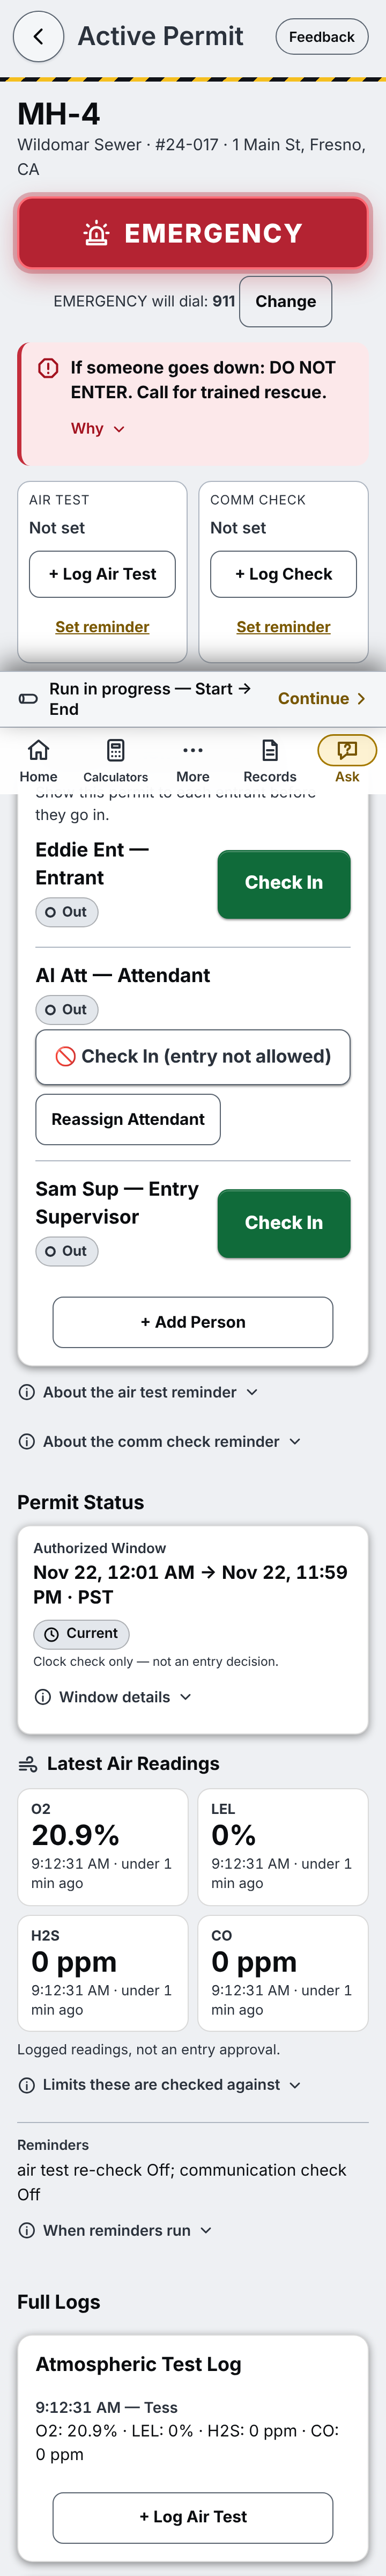 Active Permit
Feedback
MH-4
Wildomar Sewer · #24-017 · 1 Main St, Fresno,
CA
EMERGENCY
EMERGENCY will dial: 911
Change
If someone goes down: DO NOT
ENTER. Call for trained rescue.
Why
AIR TEST
Not set
+ Log Air Test
Set reminder
COMM CHECK
Not set
+ Log Check
Set reminder
Run in progress — Start →
End
Continue
Home
Calculators
More
Records
Ask
Show this permit to each entrant before
they go in.
Eddie Ent —
Entrant
Out
Check In
Al Att — Attendant
Out
🚫 Check In (entry not allowed)
Reassign Attendant
Sam Sup — Entry
Supervisor
Out
Check In
+ Add Person
About the air test reminder
About the comm check reminder
Permit Status
Authorized Window
Nov 22, 12:01 AM → Nov 22, 11:59
PM · PST
Current
Clock check only — not an entry decision.
Window details
Latest Air Readings
O2
20.9%
9:12:31 AM · under 1
min ago
LEL
0%
9:12:31 AM · under 1
min ago
H2S
0 ppm
9:12:31 AM · under 1
min ago
CO
0 ppm
9:12:31 AM · under 1
min ago
Logged readings, not an entry approval.
Limits these are checked against
Reminders
air test re-check Off; communication check
Off
When reminders run
Full Logs
Atmospheric Test Log
9:12:31 AM — Tess
O2: 20.9% · LEL: 0% · H2S: 0 ppm · CO:
0 ppm
+ Log Air Test